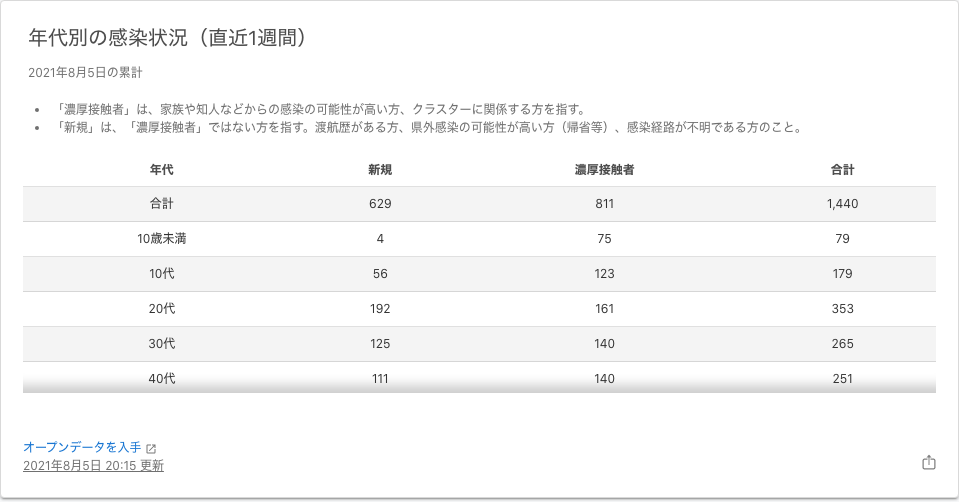 年代別の感染状況（直近1週間）
2021年8月5日の累計
• 「濃厚接触者」は、家族や知人などからの感染の可能性が高い方、クラスターに関係する方を指す。
• 「新規」は、「濃厚接触者」ではない方を指す。渡航歴がある方、県外感染の可能性が高い方（帰省等）、感染経路が不明である方のこと。
年代 新規 濃厚接触者 合計
合計 629 811 1,440
10歳未満 4 75 79
10代 56 123 179
20代 192 161 353
30代 125 140 265
40代 111 140 251
オープンデータを入手
2021年8月5日 20:15 更新